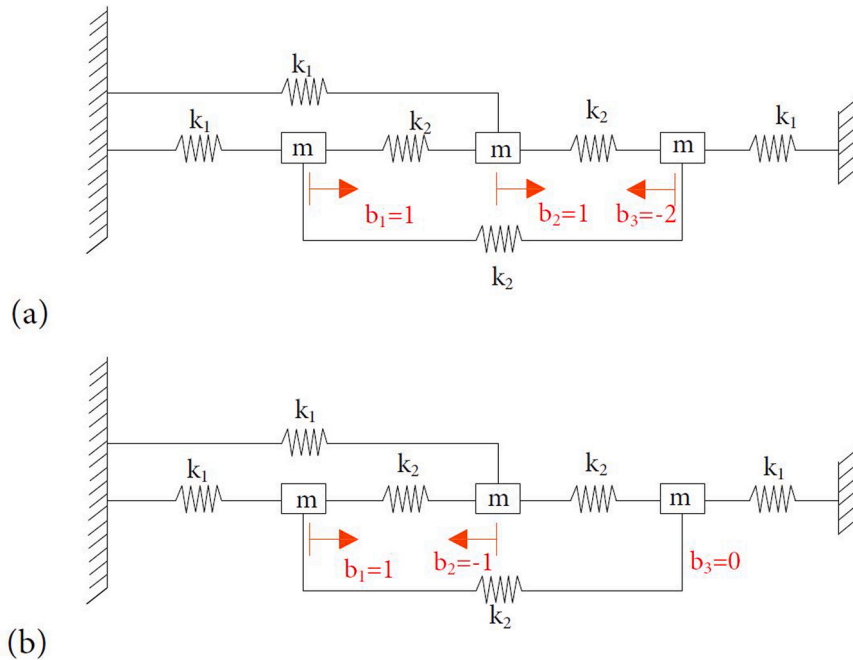 k₁
k₁ k₂ k₂ k₁
m m m
b₁=1 b₂=1 b₃=-2
k₂
(a)
k₁
k₁ k₂ k₂ k₁
m m m
b₁=1 b₂=-1 b₃=0
k₂
(b)